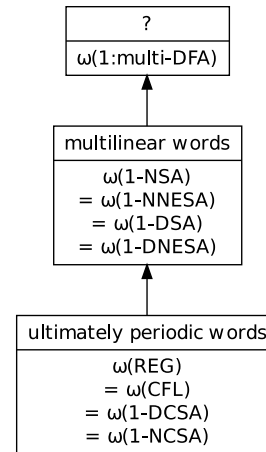 ?
ω(1:multi-DFA)
multilinear words
ω(1-NSA)
= ω(1-NNESA)
= ω(1-DSA)
= ω(1-DNESA)
ultimately periodic words
ω(REG)
= ω(CFL)
= ω(1-DCSA)
= ω(1-NCSA)